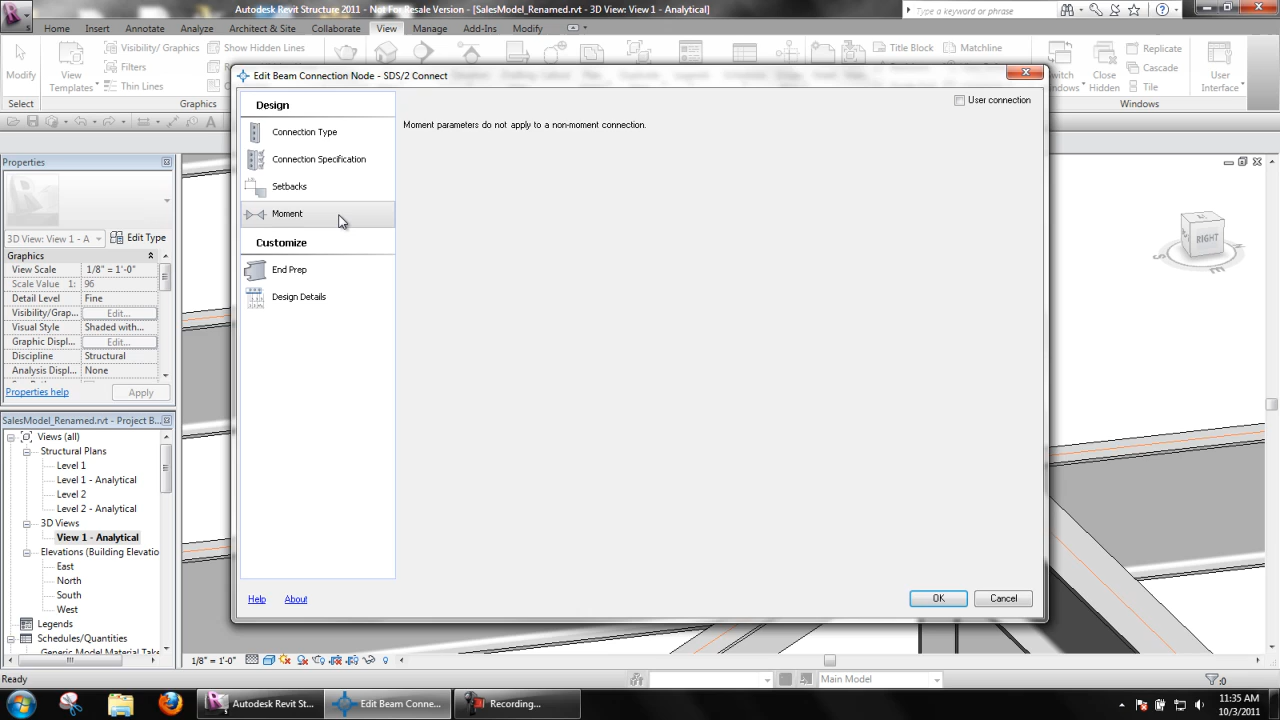 Autodesk Revit Structure 2011 - Not For Resale Version - [SalesModel_Renamed.rvt - 3D View: View 1 - Analytical]
Type a keyword or phrase
Home Insert Annotate Analyze Architect & Site Collaborate View Manage Add-Ins Modify
Modify
View Templates
Visibility/ Graphics
Filters
Thin Lines
Show Hidden Lines
Title Block
Matchline
Switch
Close Hidden
Replicate
Cascade
Tile
User Interface
Select
Graphics
Windows
Edit Beam Connection Node - SDS/2 Connect
Design
Connection Type
Connection Specification
Setbacks
Moment
Customize
End Prep
Design Details
Help About
User connection
Moment parameters do not apply to a non-moment connection.
OK Cancel
Properties
3D View: View 1 - A
Edit Type
Graphics
View Scale 1/8" = 1'-0"
Scale Value 1: 96
Detail Level Fine
Visibility/Grap... Edit...
Visual Style Shaded with...
Graphic Displ... Edit...
Discipline Structural
Analysis Displ... None
Properties help
Apply
SalesModel_Renamed.rvt - Project B...
Views (all)
Structural Plans
Level 1
Level 1 - Analytical
Level 2
Level 2 - Analytical
3D Views
View 1 - Analytical
Elevations (Building Elevatio
East
North
South
West
Legends
Schedules/Quantities
Generic Model Material Take
RIGHT
1/8" = 1'-0"
Ready
Main Model
:0
Autodesk Revit St...
Edit Beam Conne...
Recording...
11:35 AM
10/3/2011